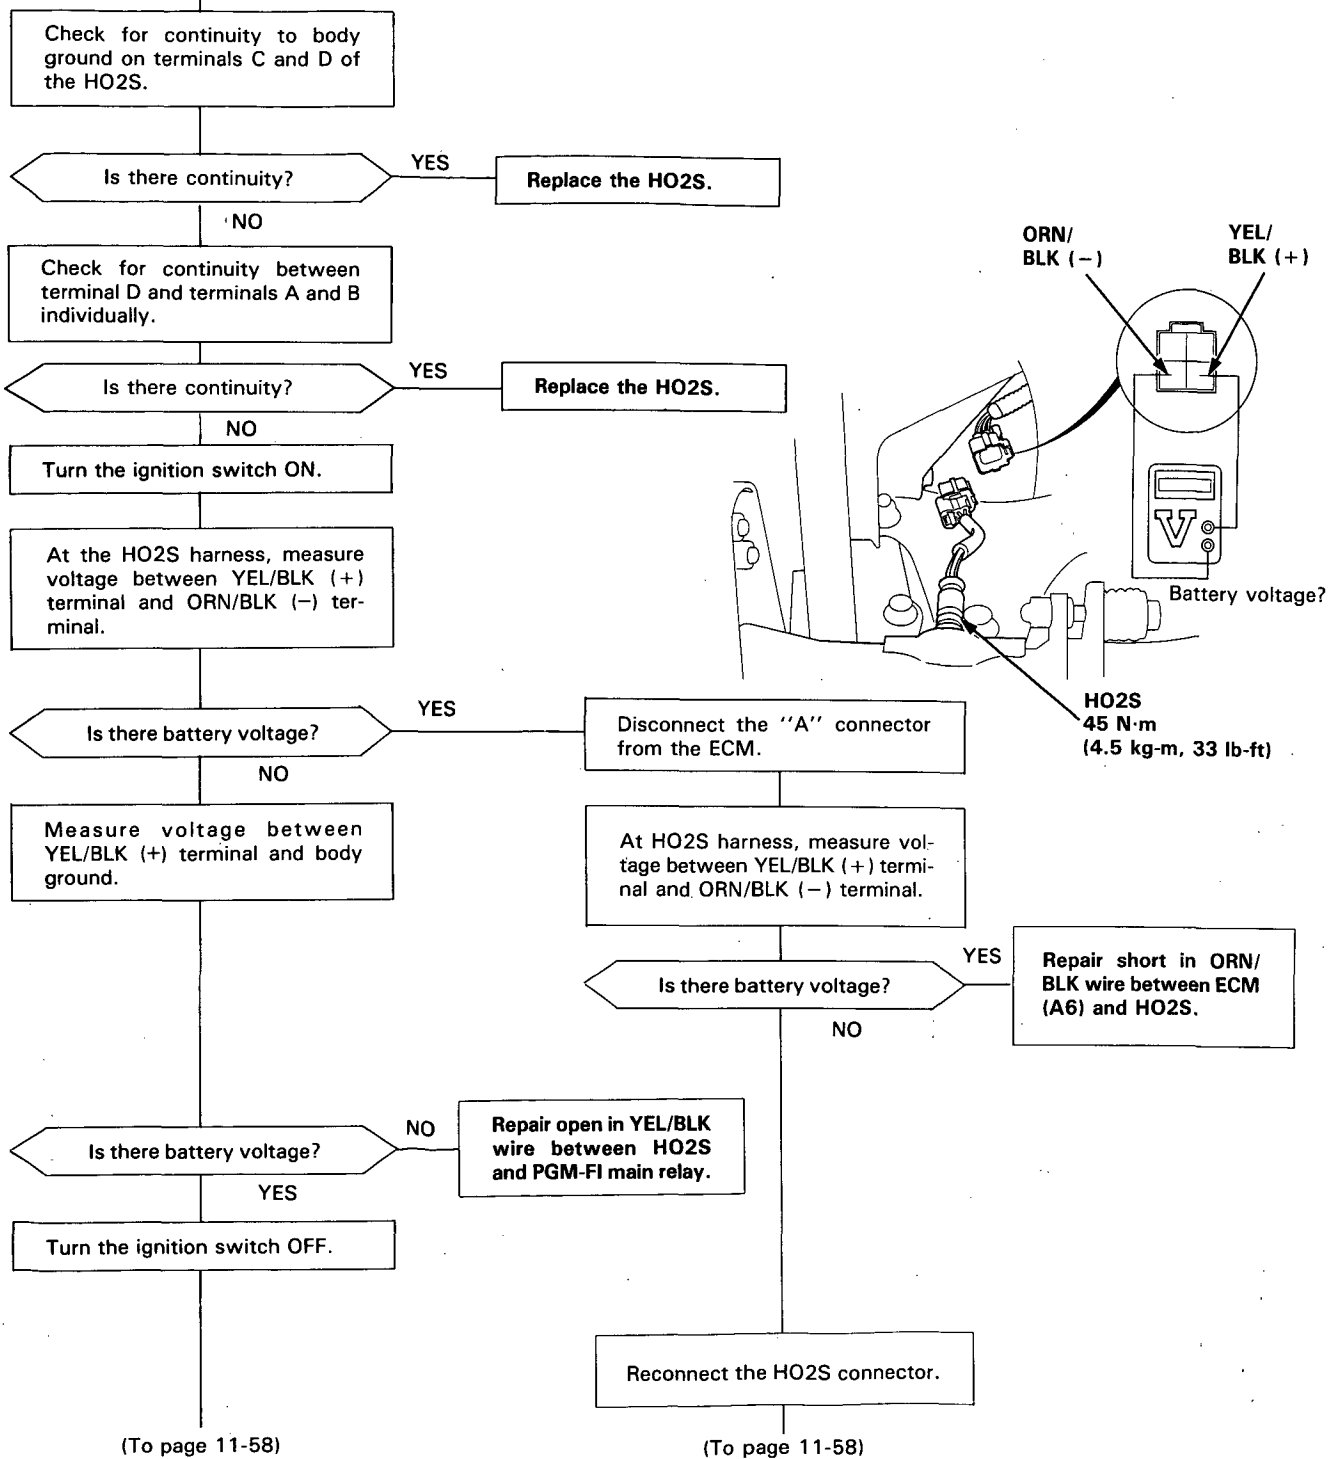 Check for continuity to body
ground on terminals C and D of
the HO2S.
Is there continuity?
YES
Replace the HO2S.
NO
Check for continuity between
terminal D and terminals A and B
individually.
Is there continuity?
YES
Replace the HO2S.
NO
Turn the ignition switch ON.
At the HO2S harness, measure
voltage between YEL/BLK (+)
terminal and ORN/BLK (−) ter-
minal.
ORN/
BLK (−)
YEL/
BLK (+)
V
Battery voltage?
HO2S
45 N·m
(4.5 kg-m, 33 lb-ft)
Is there battery voltage?
YES
NO
Disconnect the "A" connector
from the ECM.
Measure voltage between
YEL/BLK (+) terminal and body
ground.
At HO2S harness, measure vol-
tage between YEL/BLK (+) termi-
nal and ORN/BLK (−) terminal.
Is there battery voltage?
YES
Repair short in ORN/
BLK wire between ECM
(A6) and HO2S.
NO
Is there battery voltage?
NO
Repair open in YEL/BLK
wire between HO2S
and PGM-FI main relay.
YES
Turn the ignition switch OFF.
Reconnect the HO2S connector.
(To page 11-58)
(To page 11-58)